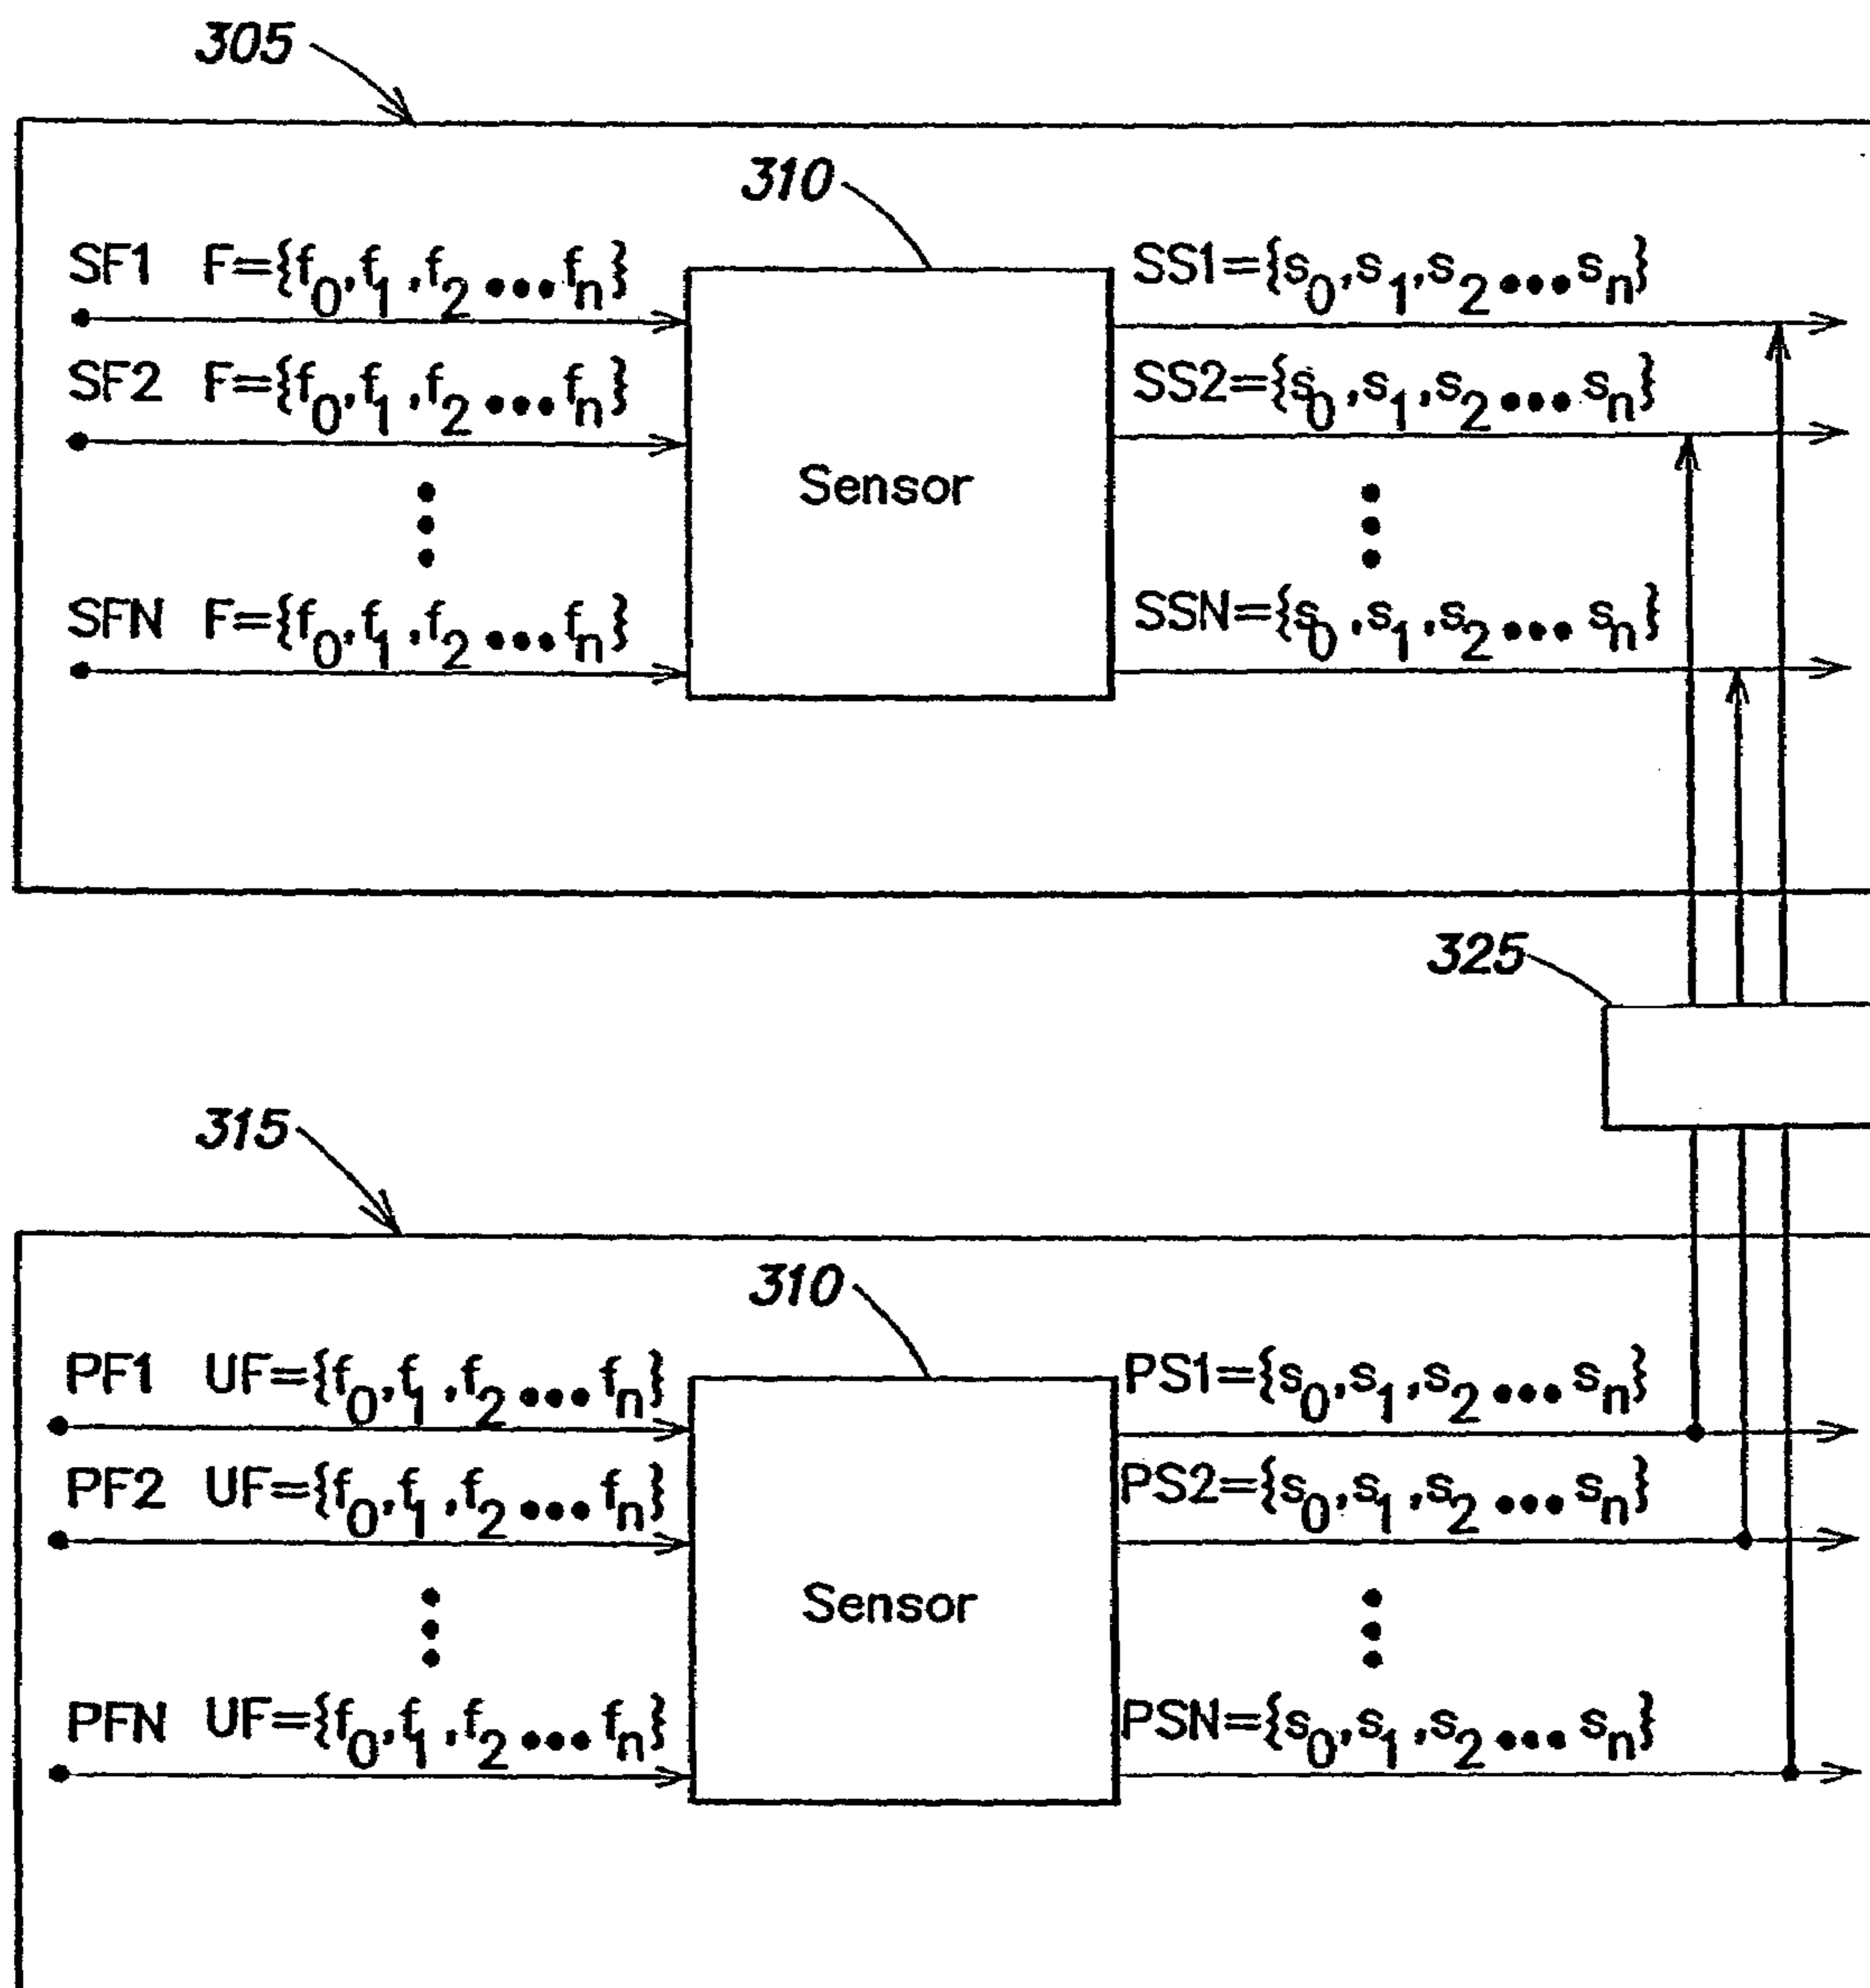 305
310
SF1 F={f₀,f₁,f₂•••fₙ}
SS1={s₀,s₁,s₂•••sₙ}
SF2 F={f₀,f₁,f₂•••fₙ}
SS2={s₀,s₁,s₂•••sₙ}
Sensor
SFN F={f₀,f₁,f₂•••fₙ}
SSN={s₀,s₁,s₂•••sₙ}
325
315
310
PF1 UF={f₀,f₁,f₂•••fₙ}
PS1={s₀,s₁,s₂•••sₙ}
PF2 UF={f₀,f₁,f₂•••fₙ}
PS2={s₀,s₁,s₂•••sₙ}
Sensor
PFN UF={f₀,f₁,f₂•••fₙ}
PSN={s₀,s₁,s₂•••sₙ}